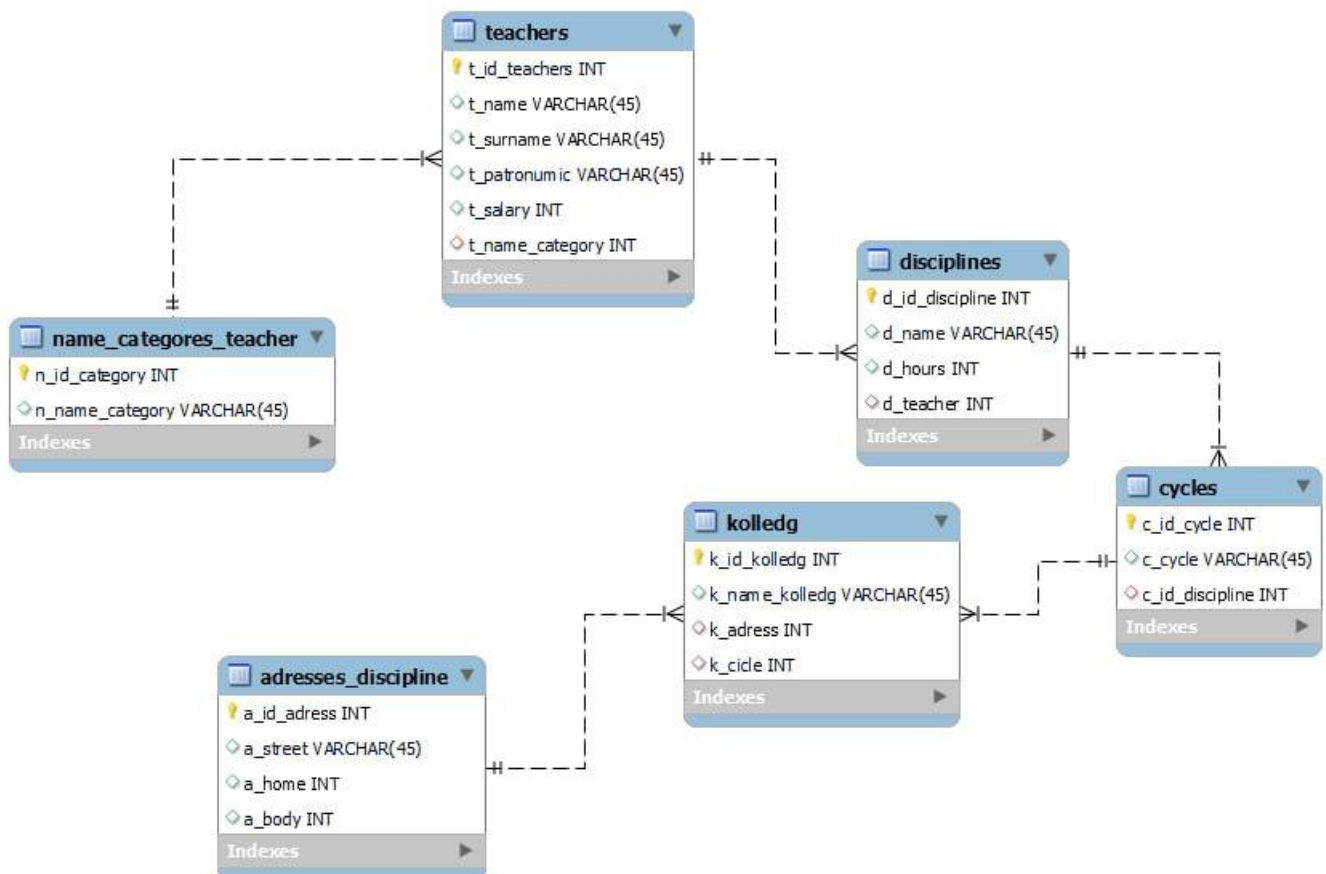 teachers
t_id_teachers INT
t_name VARCHAR(45)
t_surname VARCHAR(45)
t_patronumic VARCHAR(45)
t_salary INT
t_name_category INT
Indexes
name_categores_teacher
n_id_category INT
n_name_category VARCHAR(45)
Indexes
disciplines
d_id_discipline INT
d_name VARCHAR(45)
d_hours INT
d_teacher INT
Indexes
cycles
c_id_cycle INT
c_cycle VARCHAR(45)
c_id_discipline INT
Indexes
kolledg
k_id_kolledg INT
k_name_kolledg VARCHAR(45)
k_adress INT
k_cicle INT
Indexes
adresses_discipline
a_id_adress INT
a_street VARCHAR(45)
a_home INT
a_body INT
Indexes